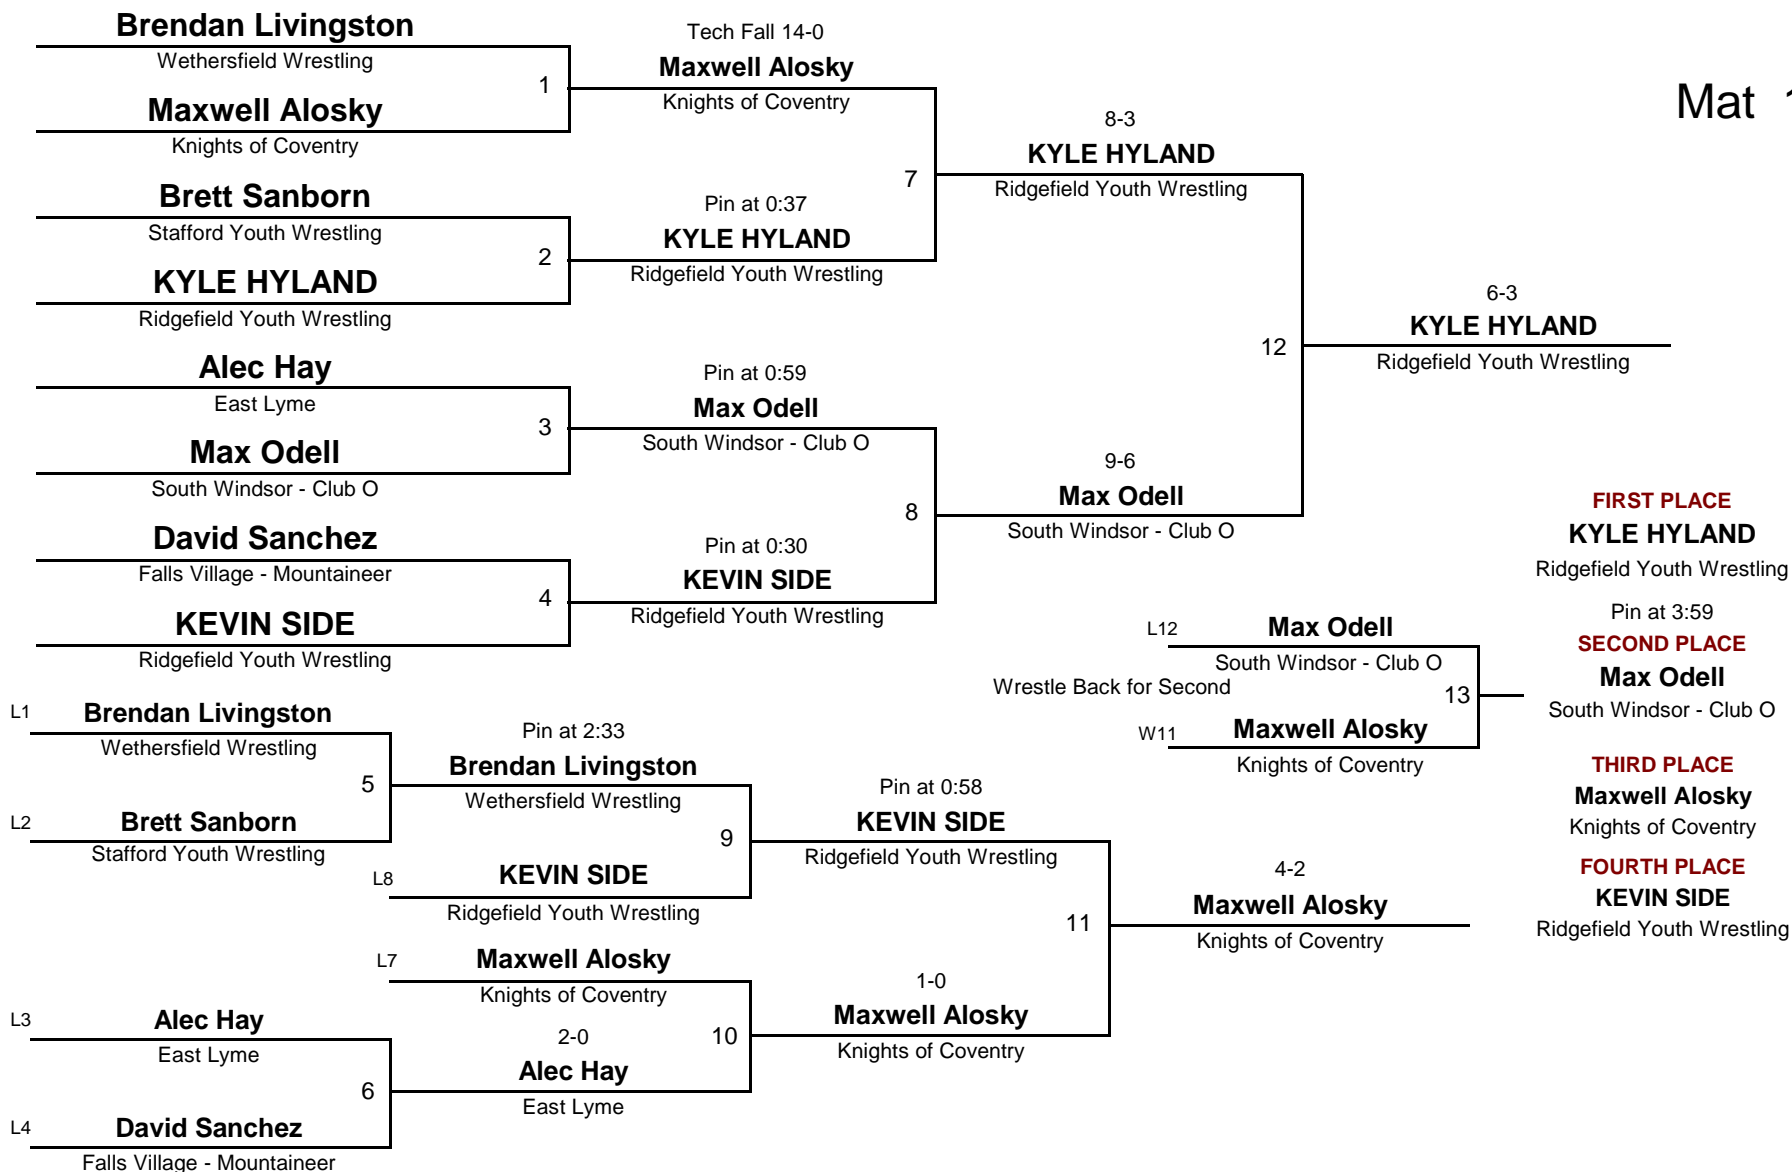 Brendan Livingston
Wethersfield Wrestling
1
Maxwell Alosky
Knights of Coventry
Brett Sanborn
Stafford Youth Wrestling
2
KYLE HYLAND
Ridgefield Youth Wrestling
Alec Hay
East Lyme
3
Max Odell
South Windsor - Club O
David Sanchez
Falls Village - Mountaineer
4
KEVIN SIDE
Ridgefield Youth Wrestling
Tech Fall 14-0
Maxwell Alosky
Knights of Coventry
7
Pin at 0:37
KYLE HYLAND
Ridgefield Youth Wrestling
Pin at 0:59
Max Odell
South Windsor - Club O
8
Pin at 0:30
KEVIN SIDE
Ridgefield Youth Wrestling
8-3
KYLE HYLAND
Ridgefield Youth Wrestling
12
9-6
Max Odell
South Windsor - Club O
6-3
KYLE HYLAND
Ridgefield Youth Wrestling
Mat 1
L1 Brendan Livingston
Wethersfield Wrestling
5
L2 Brett Sanborn
Stafford Youth Wrestling
L3 Alec Hay
East Lyme
6
L4 David Sanchez
Falls Village - Mountaineer
Pin at 2:33
Brendan Livingston
Wethersfield Wrestling
9
L8 KEVIN SIDE
Ridgefield Youth Wrestling
L7 Maxwell Alosky
Knights of Coventry
10
2-0
Alec Hay
East Lyme
Pin at 0:58
KEVIN SIDE
Ridgefield Youth Wrestling
11
1-0
Maxwell Alosky
Knights of Coventry
4-2
Maxwell Alosky
Knights of Coventry
L12 Max Odell
South Windsor - Club O
Wrestle Back for Second
13
W11 Maxwell Alosky
Knights of Coventry
FIRST PLACE
KYLE HYLAND
Ridgefield Youth Wrestling
Pin at 3:59
SECOND PLACE
Max Odell
South Windsor - Club O
THIRD PLACE
Maxwell Alosky
Knights of Coventry
FOURTH PLACE
KEVIN SIDE
Ridgefield Youth Wrestling